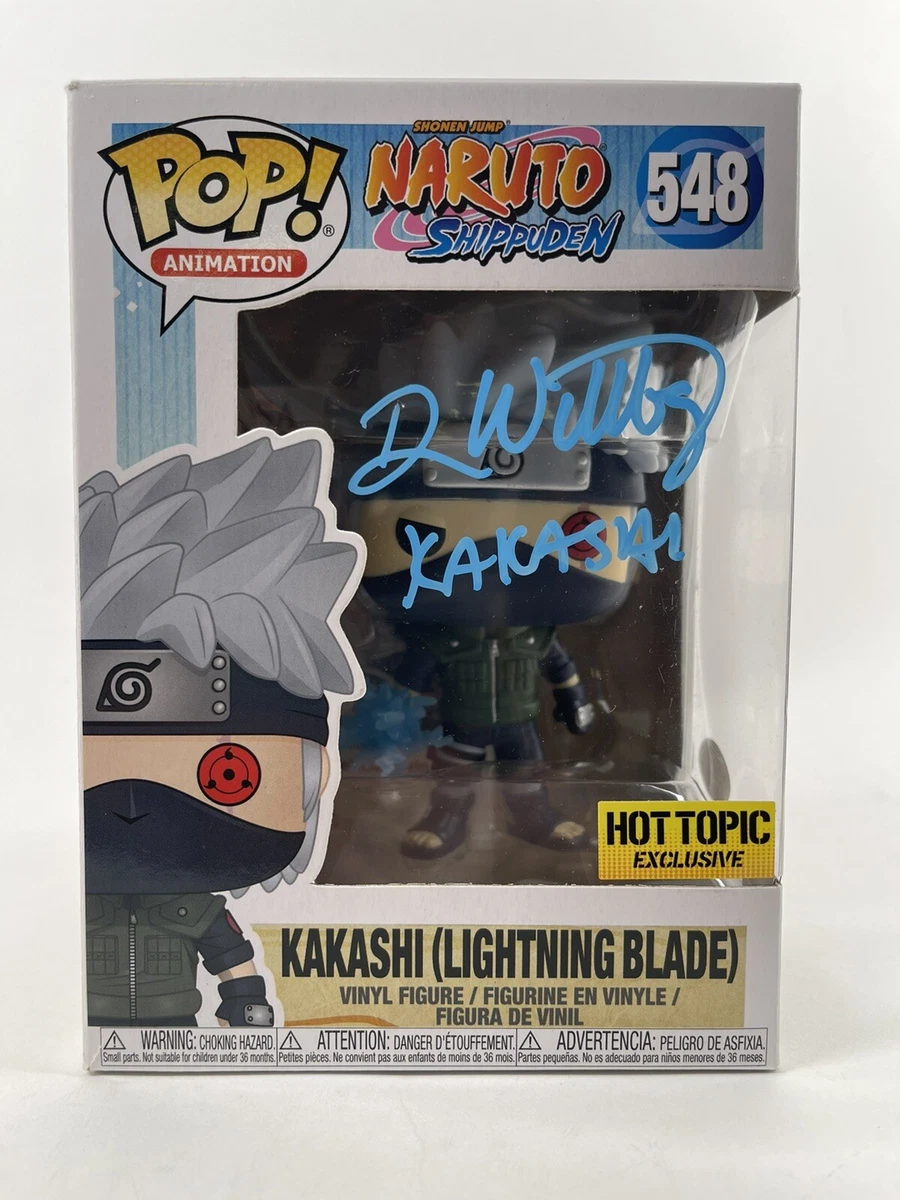 POP!®
ANIMATION
SHONEN JUMP®
NARUTO®
SHIPPUDEN
548
KAKASHI
HOT TOPIC
EXCLUSIVE
KAKASHI (LIGHTNING BLADE)
VINYL FIGURE / FIGURINE EN VINYLE /
FIGURA DE VINIL
WARNING: CHOKING HAZARD.
Small parts. Not suitable for children under 36 months.
ATTENTION: DANGER D'ÉTOUFFEMENT.
Petites pièces. Ne convient pas aux enfants de moins de 36 mois.
ADVERTENCIA: PELIGRO DE ASFIXIA.
Partes pequeñas. No es adecuado para niños menores de 36 meses.